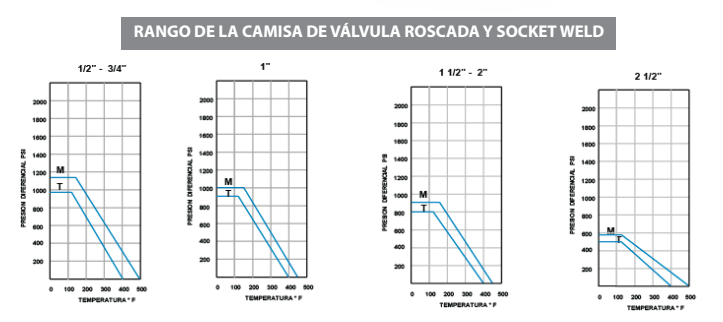 RANGO DE LA CAMISA DE VÁLVULA ROSCADA Y SOCKET WELD
1/2" - 3/4"
PRESION DIFERENCIAL PSI
2000
1800
1600
1400
1200
1000
800
600
400
200
M
T
0 100 200 300 400 500
TEMPERATURA ° F
1"
PRESION DIFERENCIAL PSI
2000
1800
1600
1400
1200
1000
800
600
400
200
M
T
0 100 200 300 400 500
TEMPERATURA ° F
1 1/2" - 2"
PRESION DIFERENCIAL PSI
2000
1800
1600
1400
1200
1000
800
600
400
200
M
T
0 100 200 300 400 500
TEMPERATURA ° F
2 1/2"
PRESION DIFERENCIAL PSI
2000
1800
1600
1400
1200
1000
800
600
400
200
M
T
0 100 200 300 400 500
TEMPERATURA ° F